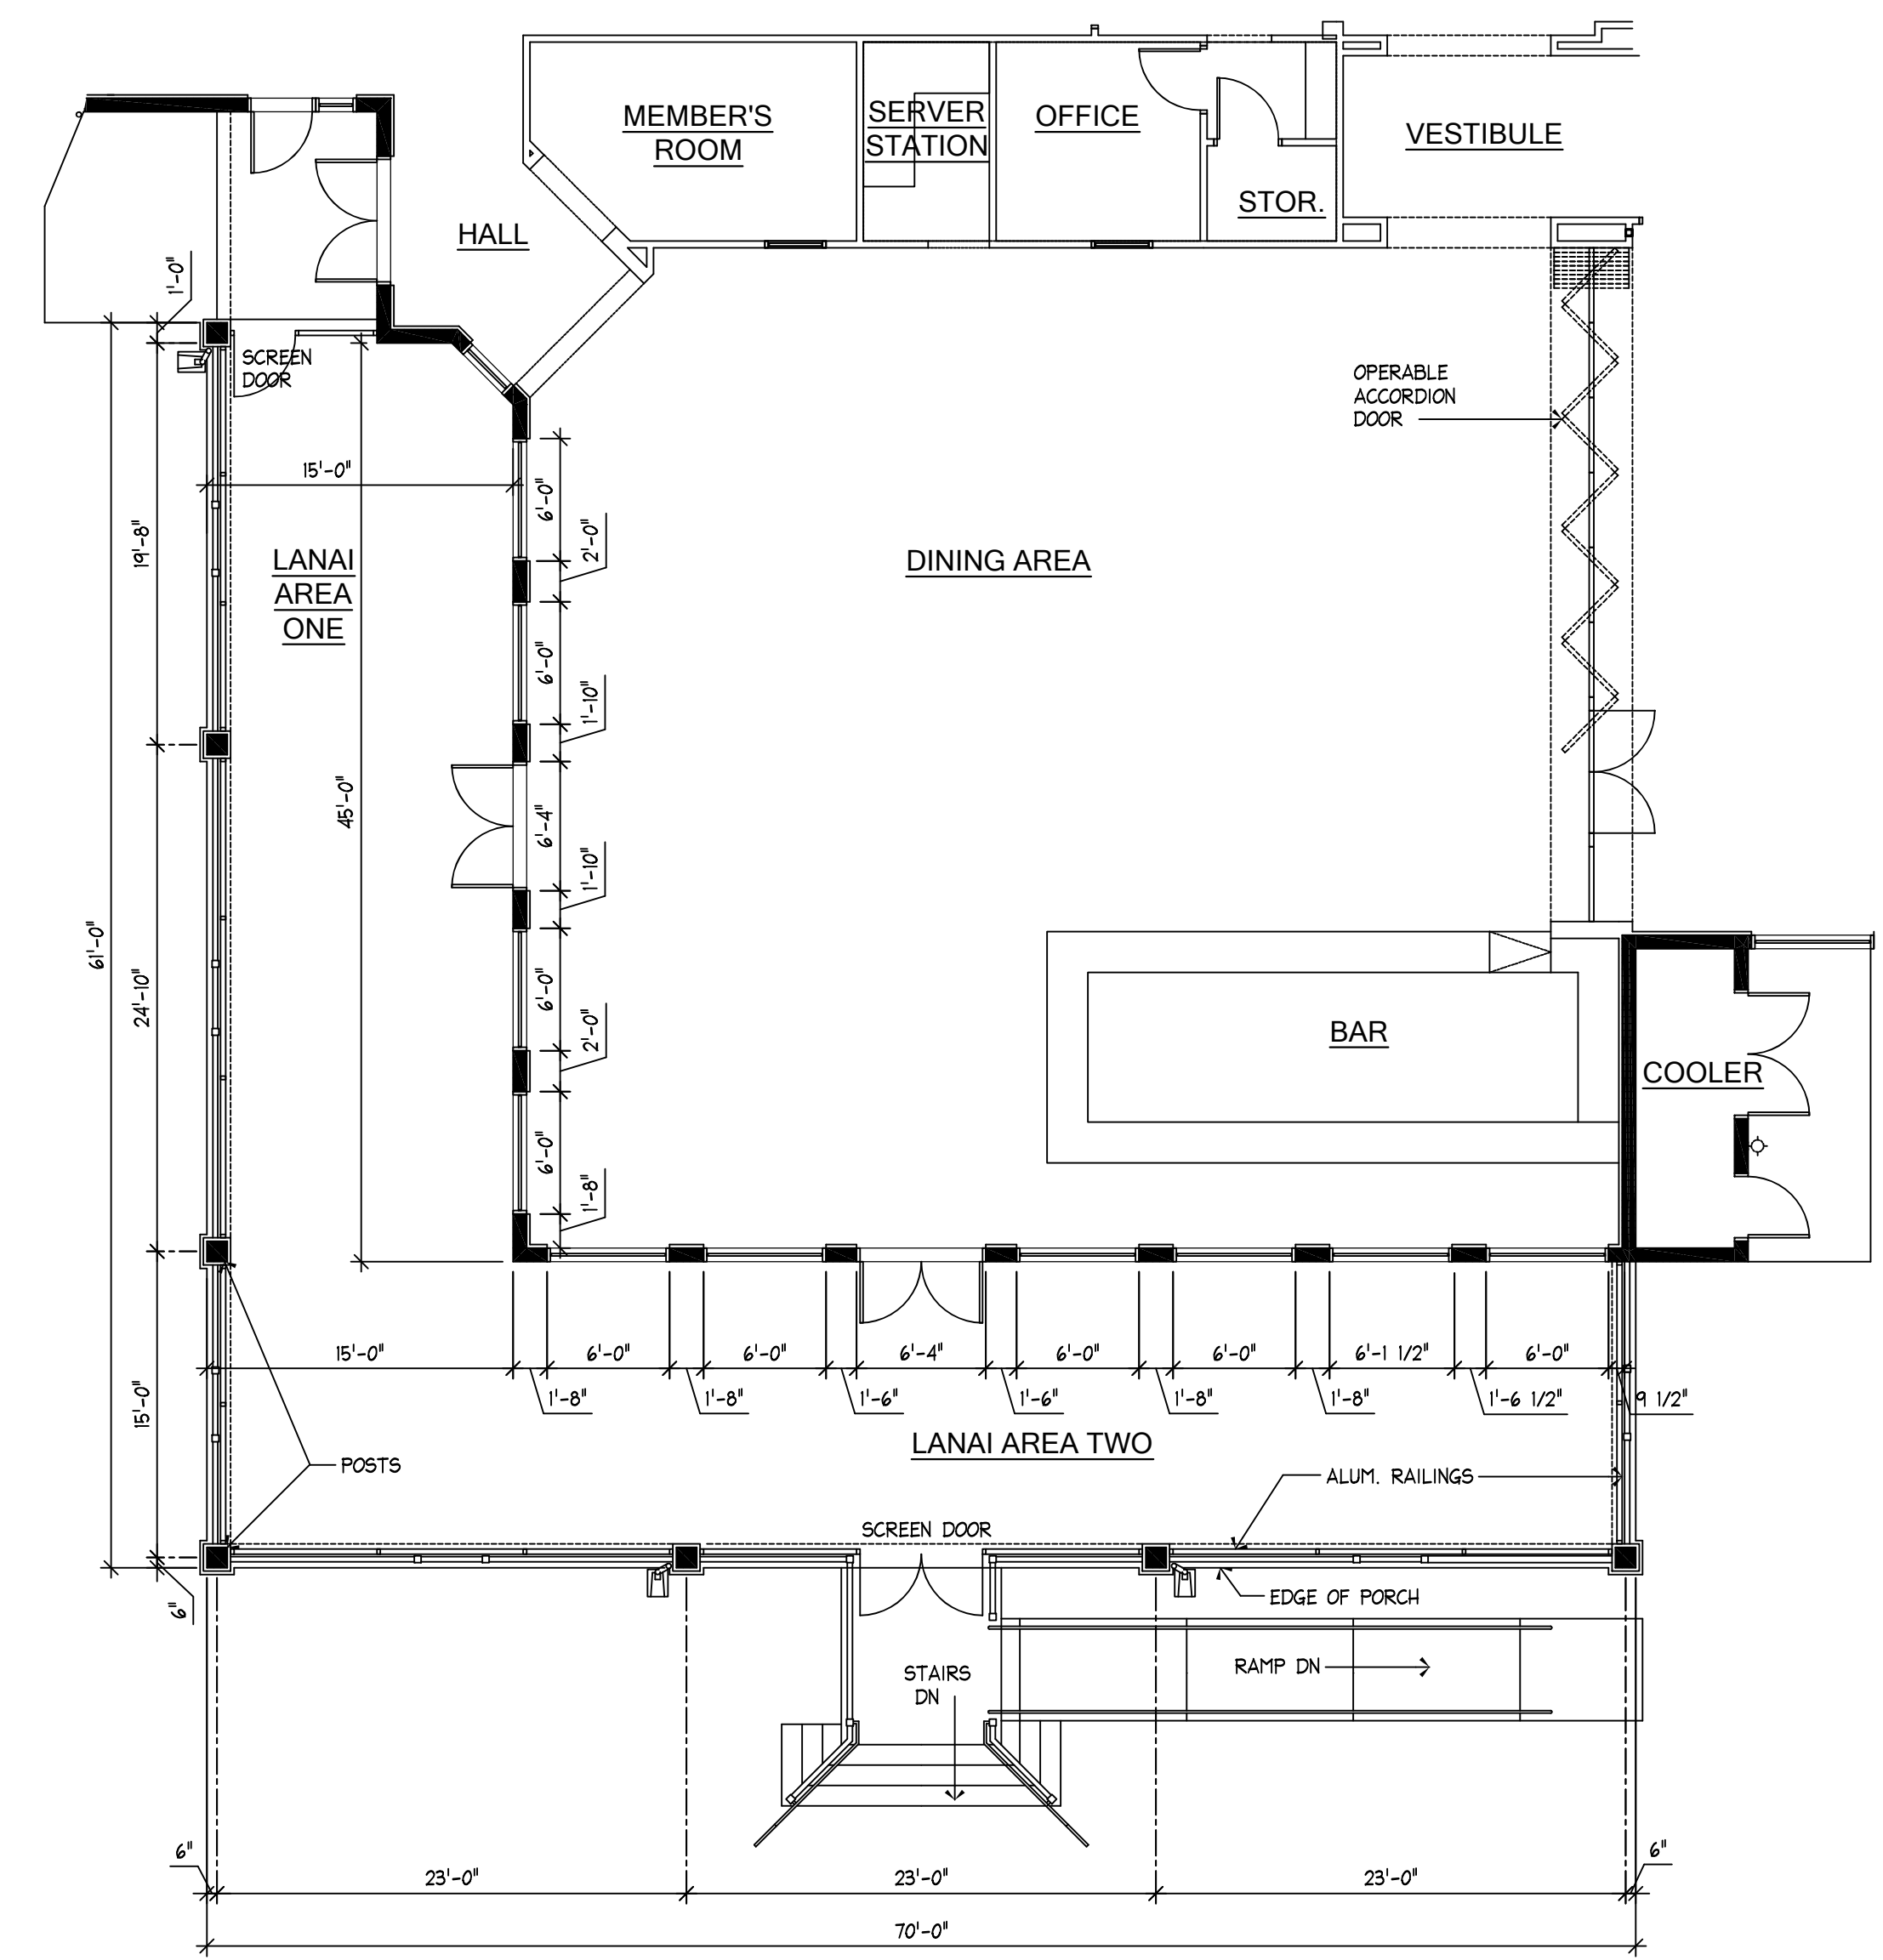 MEMBER'S
ROOM
SERVER
STATION
OFFICE
VESTIBULE
STOR.
HALL
1'-0"
SCREEN
DOOR
OPERABLE
ACCORDION
DOOR
15'-0"
6'-0"
2'-0"
19'-8"
LANAI
AREA
ONE
DINING AREA
6'-0"
1'-10"
45'-0"
6'-4"
1'-10"
61'-0"
24'-10"
6'-0"
2'-0"
BAR
COOLER
6'-0"
1'-8"
15'-0"
15'-0"
6'-0"
6'-0"
6'-4"
6'-0"
6'-0"
6'-1 1/2"
6'-0"
1'-8"
1'-8"
1'-6"
1'-6"
1'-8"
1'-8"
1'-6 1/2"
9 1/2"
LANAI AREA TWO
POSTS
ALUM. RAILINGS
SCREEN DOOR
6"
EDGE OF PORCH
STAIRS
DN
RAMP DN
6"
23'-0"
23'-0"
23'-0"
6"
70'-0"